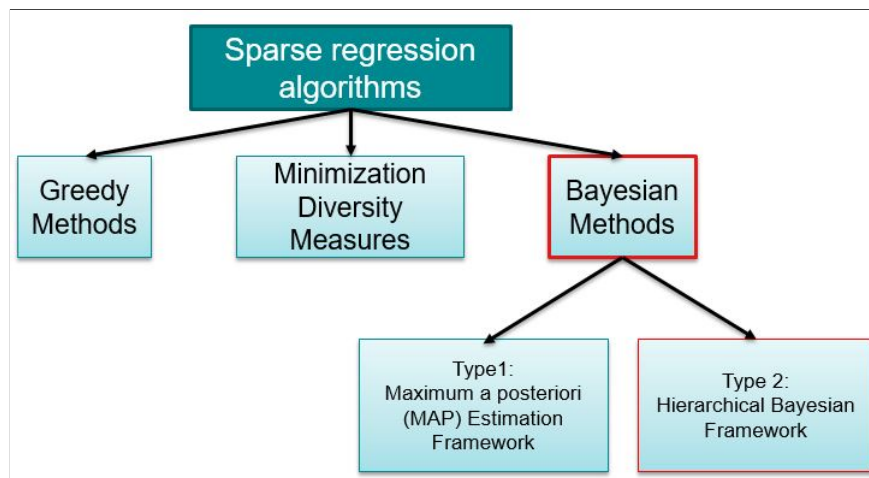 Sparse regression
algorithms
Greedy
Methods
Minimization
Diversity
Measures
Bayesian
Methods
Type1:
Maximum a posteriori
(MAP) Estimation
Framework
Type 2:
Hierarchical Bayesian
Framework